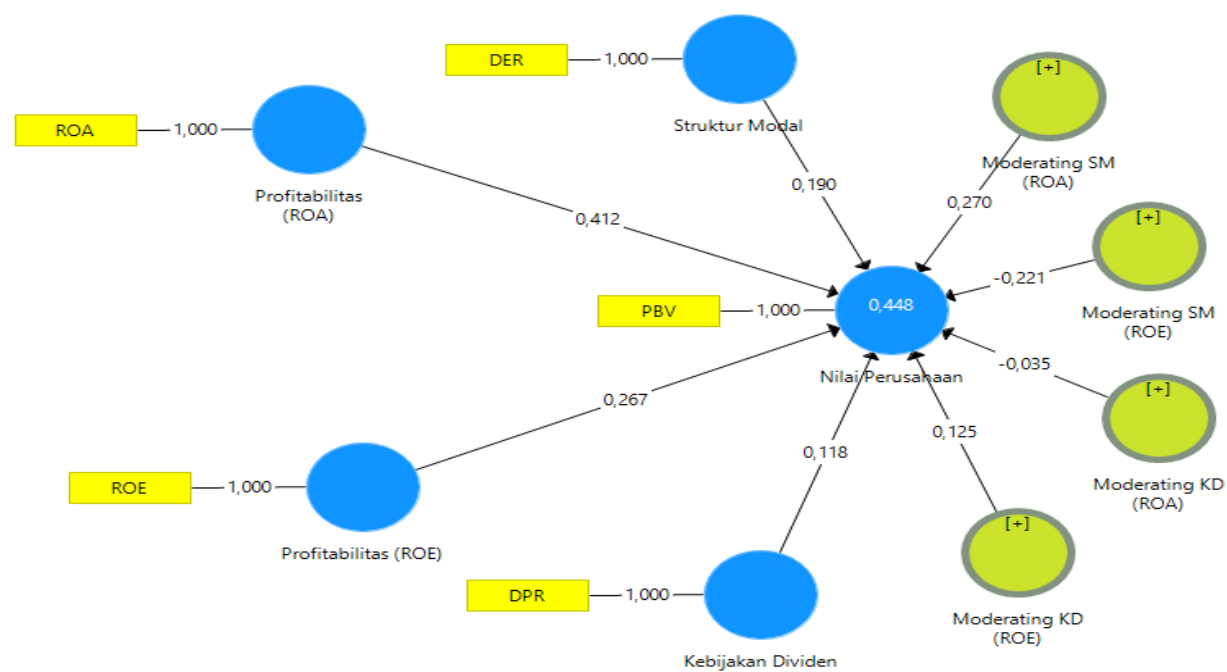 DER
1,000
Struktur Modal
[+]
Moderating SM
(ROA)
ROA
1,000
Profitabilitas
(ROA)
0,190
0,270
0,412
[+]
Moderating SM
(ROE)
-0,221
PBV
1,000
0,448
Nilai Perusahaan
-0,035
[+]
Moderating KD
(ROA)
0,267
0,118
0,125
ROE
1,000
Profitabilitas (ROE)
[+]
Moderating KD
(ROE)
DPR
1,000
Kebijakan Dividen